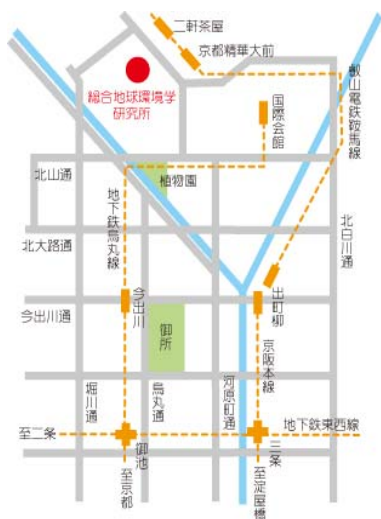 二軒茶屋
京都精華大前
叡山電鉄鞍馬線
総合地球環境学
研究所
国際会館
北山通
植物園
地下鉄烏丸線
北大路通
北白川通
今出川通
今出川
御所
出町柳
京阪本線
堀川通
烏丸通
河原町通
地下鉄東西線
至二条
御池
三条
至京都
至淀屋橋